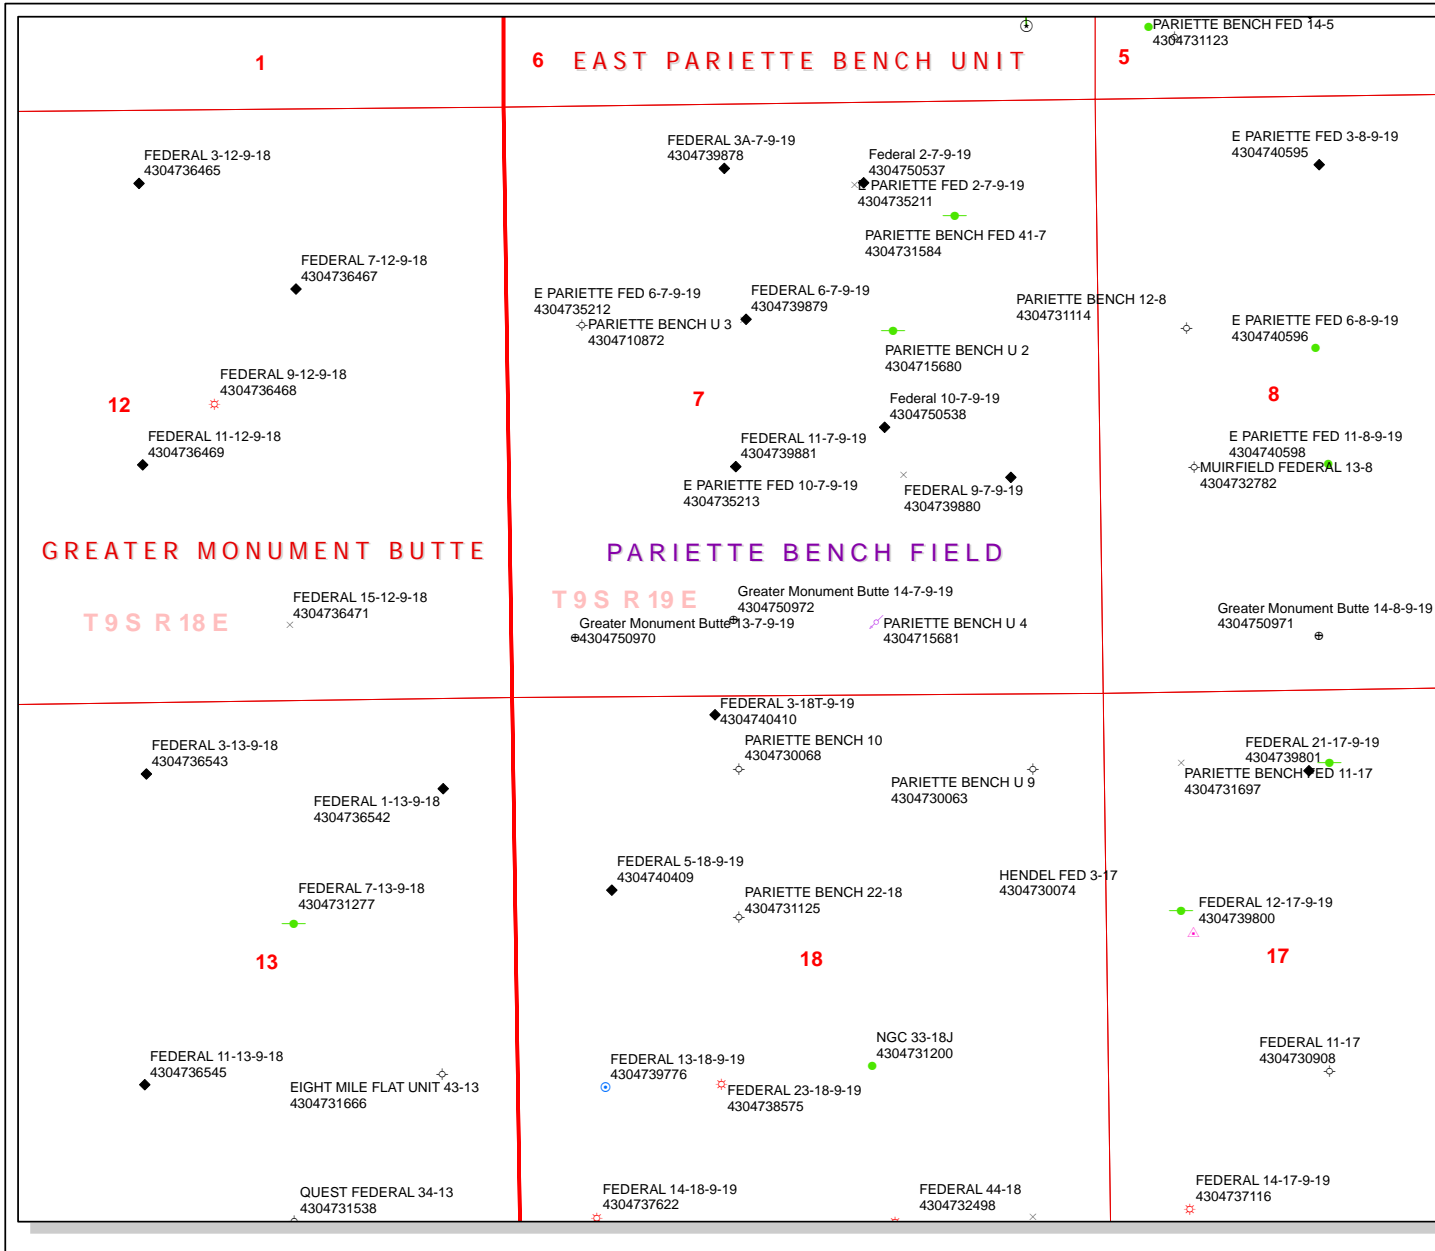 PARIETTE BENCH FED 14-5
4304731123
1
6
EAST PARIETTE BENCH UNIT
5
FEDERAL 3-12-9-18
4304736465
FEDERAL 3A-7-9-19
4304739878
Federal 2-7-9-19
4304750537
E PARIETTE FED 2-7-9-19
4304735211
E PARIETTE FED 3-8-9-19
4304740595
PARIETTE BENCH FED 41-7
4304731584
FEDERAL 7-12-9-18
4304736467
E PARIETTE FED 6-7-9-19
4304735212
PARIETTE BENCH U 3
4304710872
FEDERAL 6-7-9-19
4304739879
PARIETTE BENCH 12-8
4304731114
E PARIETTE FED 6-8-9-19
4304740596
PARIETTE BENCH U 2
4304715680
FEDERAL 9-12-9-18
4304736468
12
7
8
Federal 10-7-9-19
4304750538
FEDERAL 11-12-9-18
4304736469
FEDERAL 11-7-9-19
4304739881
E PARIETTE FED 11-8-9-19
4304740598
MUIRFIELD FEDERAL 13-8
4304732782
E PARIETTE FED 10-7-9-19
4304735213
FEDERAL 9-7-9-19
4304739880
GREATER MONUMENT BUTTE
PARIETTE BENCH FIELD
T9S R18E
FEDERAL 15-12-9-18
4304736471
T9S R19E
Greater Monument Butte 14-7-9-19
4304750972
Greater Monument Butte 13-7-9-19
4304750970
PARIETTE BENCH U 4
4304715681
Greater Monument Butte 14-8-9-19
4304750971
FEDERAL 3-18T-9-19
4304740410
FEDERAL 3-13-9-18
4304736543
PARIETTE BENCH 10
4304730068
FEDERAL 21-17-9-19
4304739801
PARIETTE BENCH FED 11-17
4304731697
PARIETTE BENCH U 9
4304730063
FEDERAL 1-13-9-18
4304736542
FEDERAL 5-18-9-19
4304740409
HENDEL FED 3-17
4304730074
FEDERAL 7-13-9-18
4304731277
PARIETTE BENCH 22-18
4304731125
FEDERAL 12-17-9-19
4304739800
13
18
17
NGC 33-18J
4304731200
FEDERAL 11-17
4304730908
FEDERAL 11-13-9-18
4304736545
FEDERAL 13-18-9-19
4304739776
EIGHT MILE FLAT UNIT 43-13
4304731666
FEDERAL 23-18-9-19
4304738575
QUEST FEDERAL 34-13
4304731538
FEDERAL 14-18-9-19
4304737622
FEDERAL 44-18
4304732498
FEDERAL 14-17-9-19
4304737116